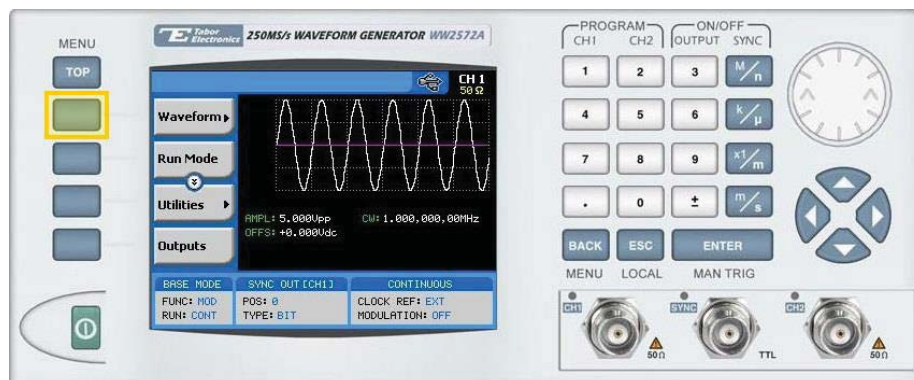 MENU
TOP
Tabor Electronics 250MS/s WAVEFORM GENERATOR WW2572A
CH 1
50 Ω
Waveform
Run Mode
Utilities
Outputs
AMPL: 5.000Vpp
OFFS: +0.000Vdc
CW: 1.000,000,00MHz
BASE MODE
FUNC: MOD
RUN: CONT
SYNC OUT [CH1]
POS: 0
TYPE: BIT
CONTINUOUS
CLOCK REF: EXT
MODULATION: OFF
PROGRAM
CH1 CH2
ON/OFF
OUTPUT SYNC
1 2 3 M/n
4 5 6 k/µ
7 8 9 x1/m
. 0 ± m/s
BACK ESC ENTER
MENU LOCAL MAN TRIG
CH1 SYNC CH2
50Ω TTL 50Ω